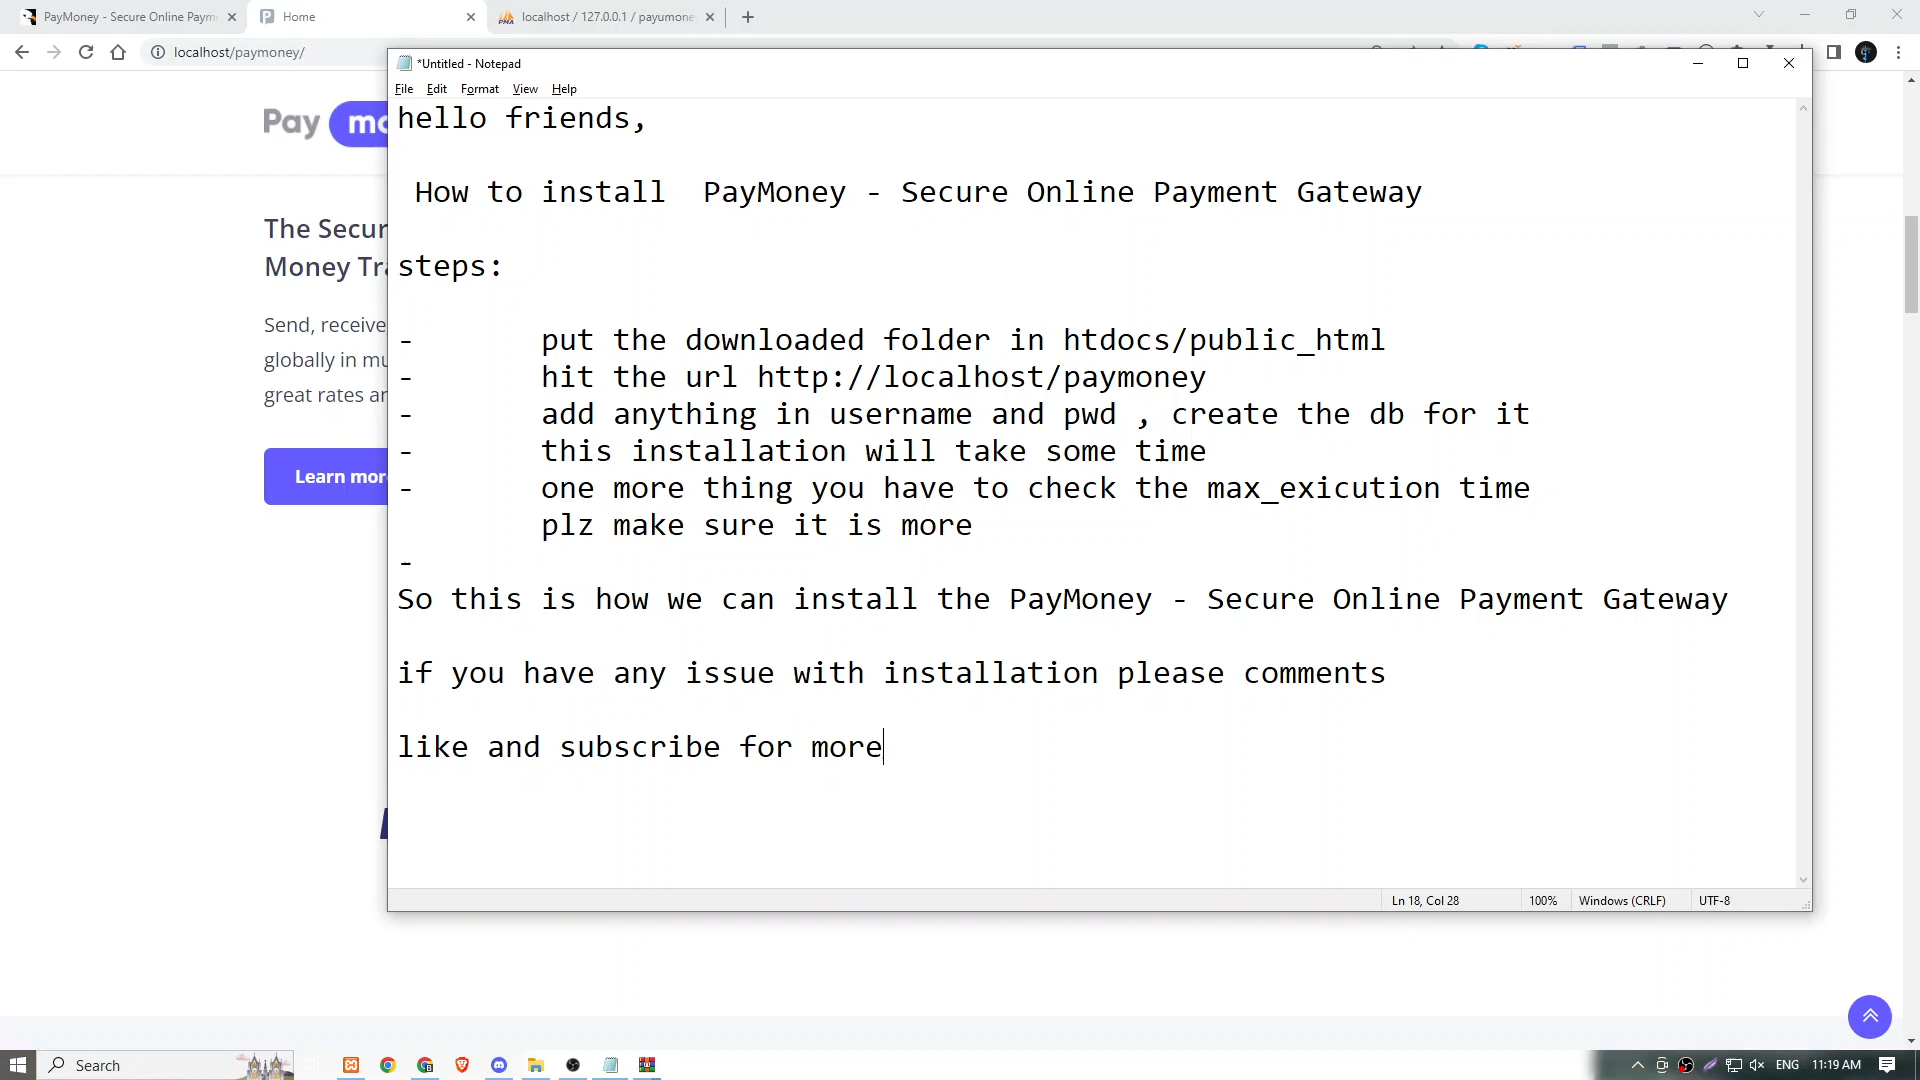 PayMoney - Secure Online Paym
Home
localhost / 127.0.0.1 / payumone
localhost/paymoney/
*Untitled - Notepad
File Edit Format View Help
Pay
hello friends,
How to install  PayMoney - Secure Online Payment Gateway
The Secur
Money Tra
steps:
Send, receive
globally in mu
great rates ar
- put the downloaded folder in htdocs/public_html
- hit the url http://localhost/paymoney
- add anything in username and pwd , create the db for it
- this installation will take some time
- one more thing you have to check the max_exicution time
plz make sure it is more
-
Learn more
So this is how we can install the PayMoney - Secure Online Payment Gateway
if you have any issue with installation please comments
like and subscribe for more
Ln 18, Col 28
100%
Windows (CRLF)
UTF-8
Search
ENG
11:19 AM